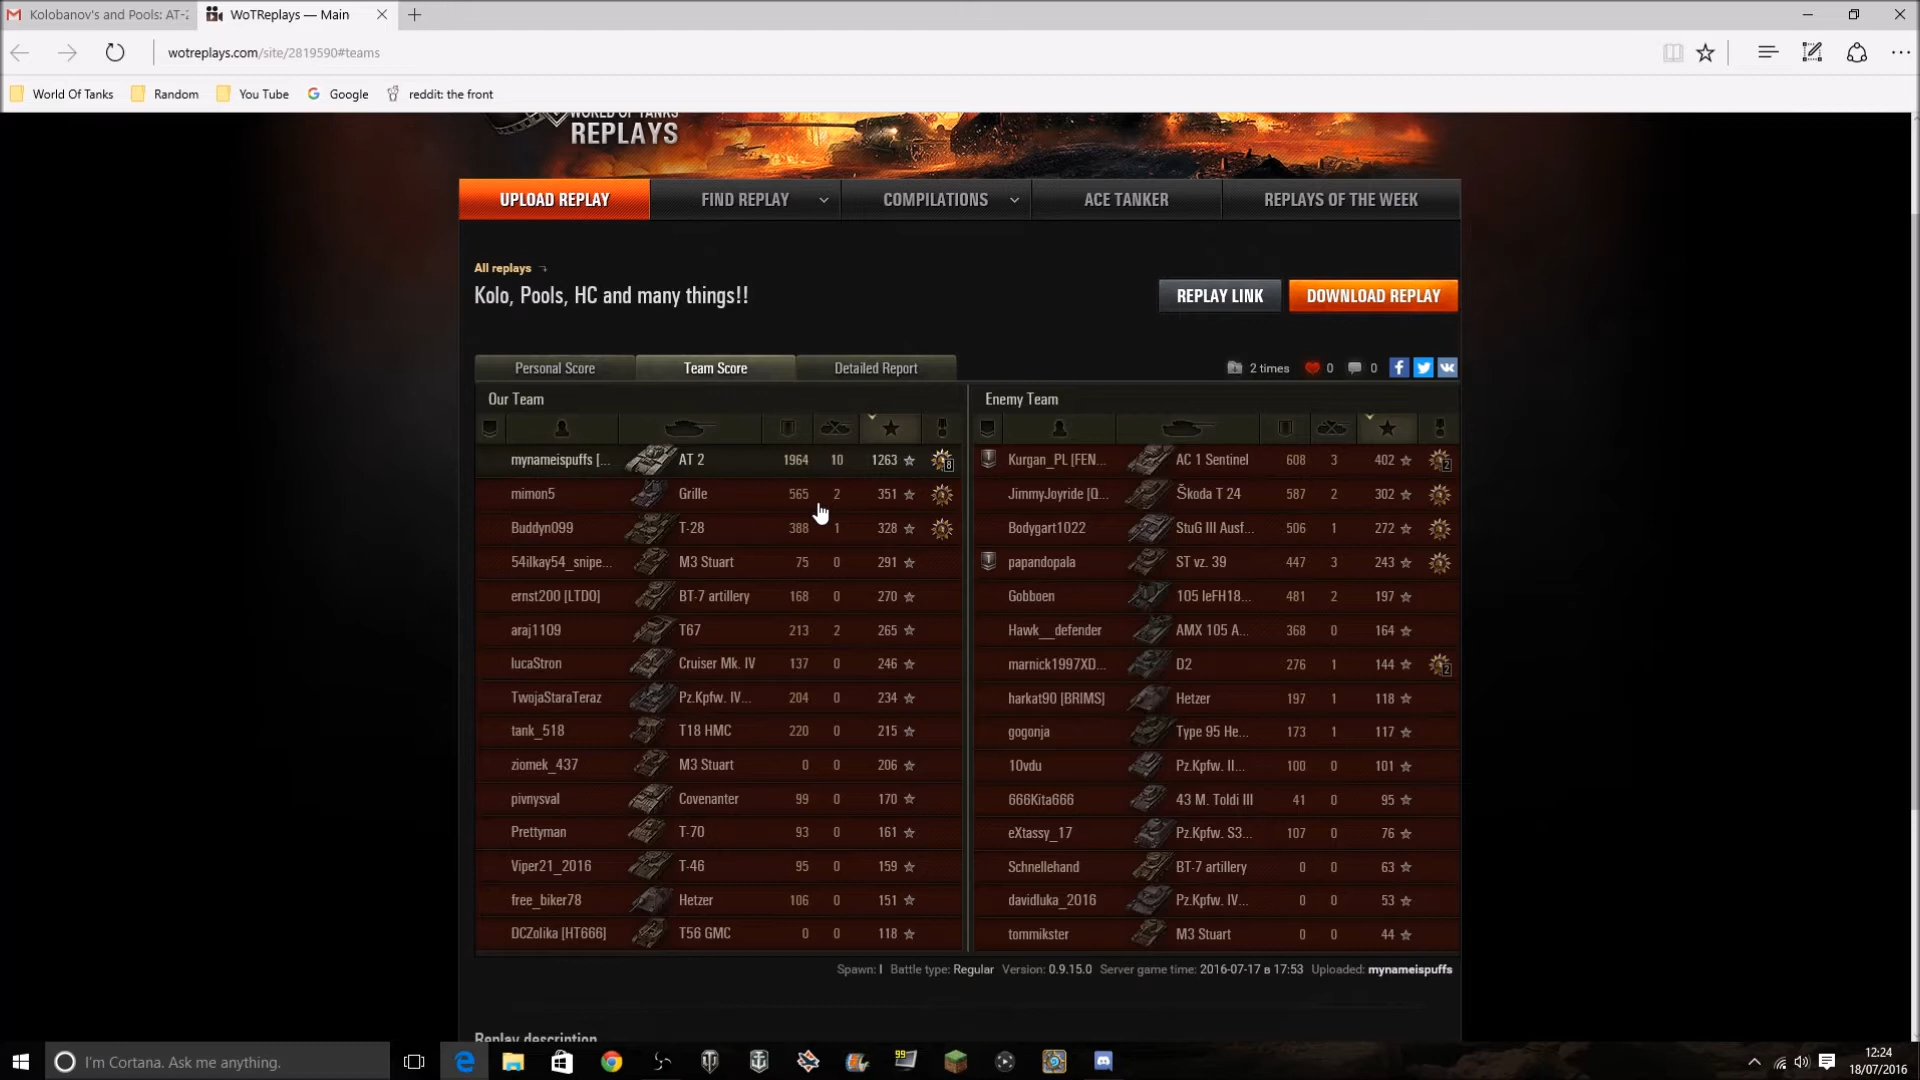 Kolobanov's and Pools: AT-2
WoTReplays — Main
wotreplays.com/site/2819590#teams
World Of Tanks Random You Tube Google reddit: the front
WORLD OF TANKS
REPLAYS
UPLOAD REPLAY FIND REPLAY COMPILATIONS ACE TANKER REPLAYS OF THE WEEK
All replays
Kolo, Pools, HC and many things!!
REPLAY LINK DOWNLOAD REPLAY
Personal Score Team Score Detailed Report 2 times 0 0
Our Team Enemy Team
mynameispuffs [... AT 2 1964 10 1263 8 Kurgan_PL [FEN... AC 1 Sentinel 608 3 402 2
mimon5 Grille 565 2 351 JimmyJoyride [Q... Škoda T 24 587 2 302
Buddyn099 T-28 388 1 328 Bodygart1022 StuG III Ausf... 506 1 272
54ilkay54_snipe... M3 Stuart 75 0 291 papandopala ST vz. 39 447 3 243
ernst200 [LTDO] BT-7 artillery 168 0 270 Gobboen 105 leFH18... 481 2 197
araj1109 T67 213 2 265 Hawk__defender AMX 105 A... 368 0 164
lucaStron Cruiser Mk. IV 137 0 246 marnick1997XD... D2 276 1 144 2
TwojaStaraTeraz Pz.Kpfw. IV... 204 0 234 harkat90 [BRIMS] Hetzer 197 1 118
tank_518 T18 HMC 220 0 215 gogonja Type 95 He... 173 1 117
ziomek_437 M3 Stuart 0 0 206 10vdu Pz.Kpfw. II... 100 0 101
pivnysval Covenanter 99 0 170 666Kita666 43 M. Toldi III 41 0 95
Prettyman T-70 93 0 161 eXtassy_17 Pz.Kpfw. S3... 107 0 76
Viper21_2016 T-46 95 0 159 Schnellehand BT-7 artillery 0 0 63
free_biker78 Hetzer 106 0 151 davidluka_2016 Pz.Kpfw. IV... 0 0 53
DCZolika [HT666] T56 GMC 0 0 118 tommikster M3 Stuart 0 0 44
Spawn: I Battle type: Regular Version: 0.9.15.0 Server game time: 2016-07-17 в 17:53 Uploaded: mynameispuffs
Replay description
I'm Cortana. Ask me anything.
99
12:24
18/07/2016